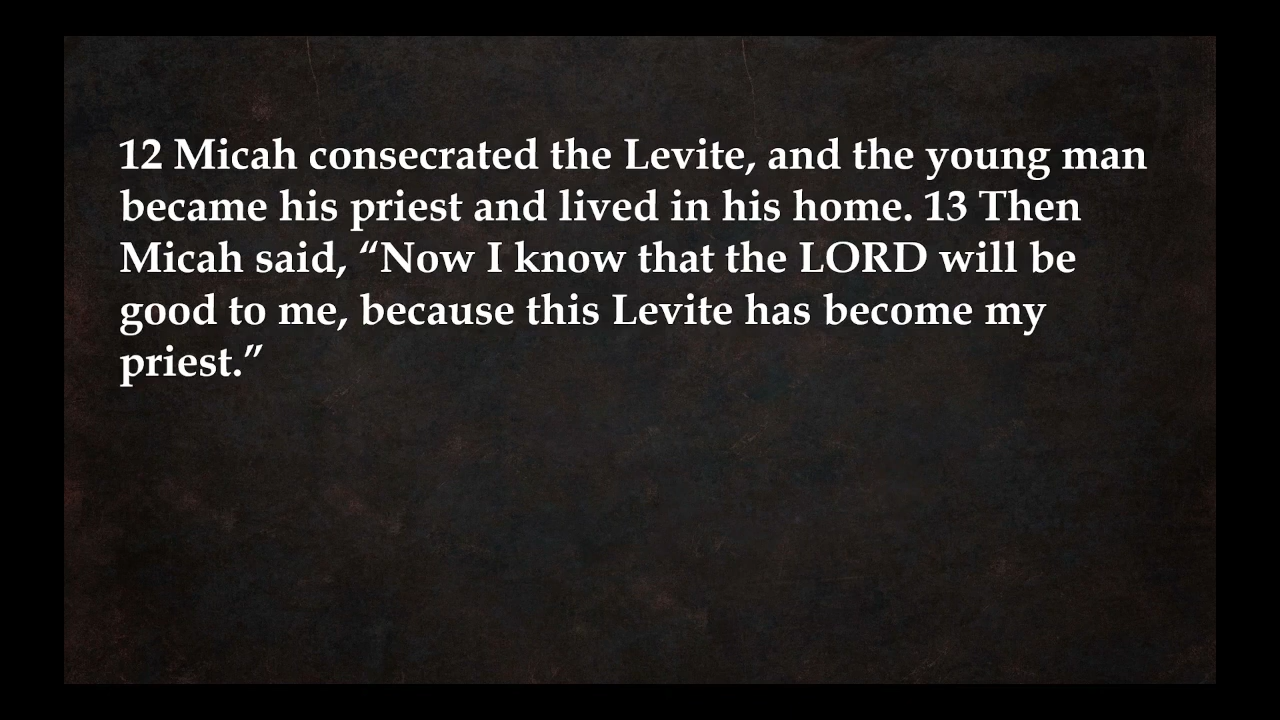 12 Micah consecrated the Levite, and the young man
became his priest and lived in his home. 13 Then
Micah said, “Now I know that the LORD will be
good to me, because this Levite has become my
priest.”